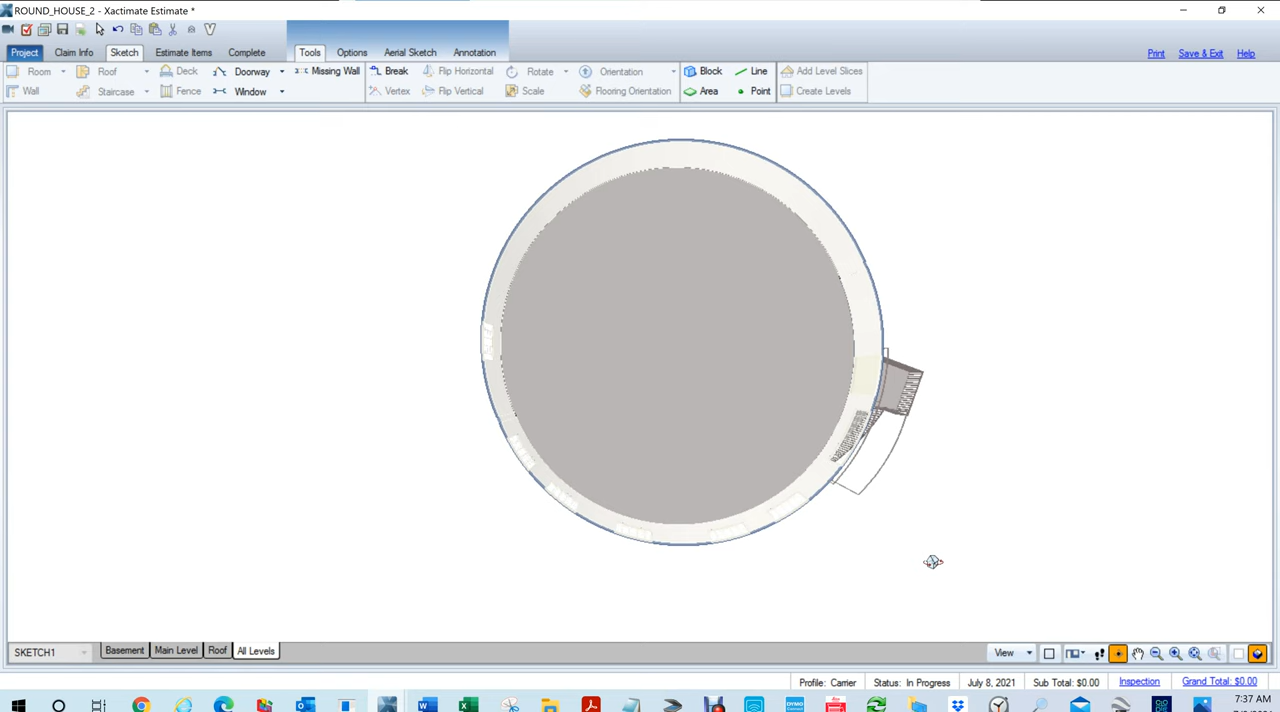 ROUND_HOUSE_2 - Xactimate Estimate *
Project Claim Info Sketch Estimate Items Complete Tools Options Aerial Sketch Annotation Print Save & Exit Help
Room Roof Deck Doorway Missing Wall Break Flip Horizontal Rotate Orientation Block Line Add Level Slices
Wall Staircase Fence Window Vertex Flip Vertical Scale Flooring Orientation Area Point Create Levels
SKETCH1 Basement Main Level Roof All Levels View
Profile: Carrier Status: In Progress July 8, 2021 Sub Total: $0.00 Inspection Grand Total: $0.00
7:37 AM